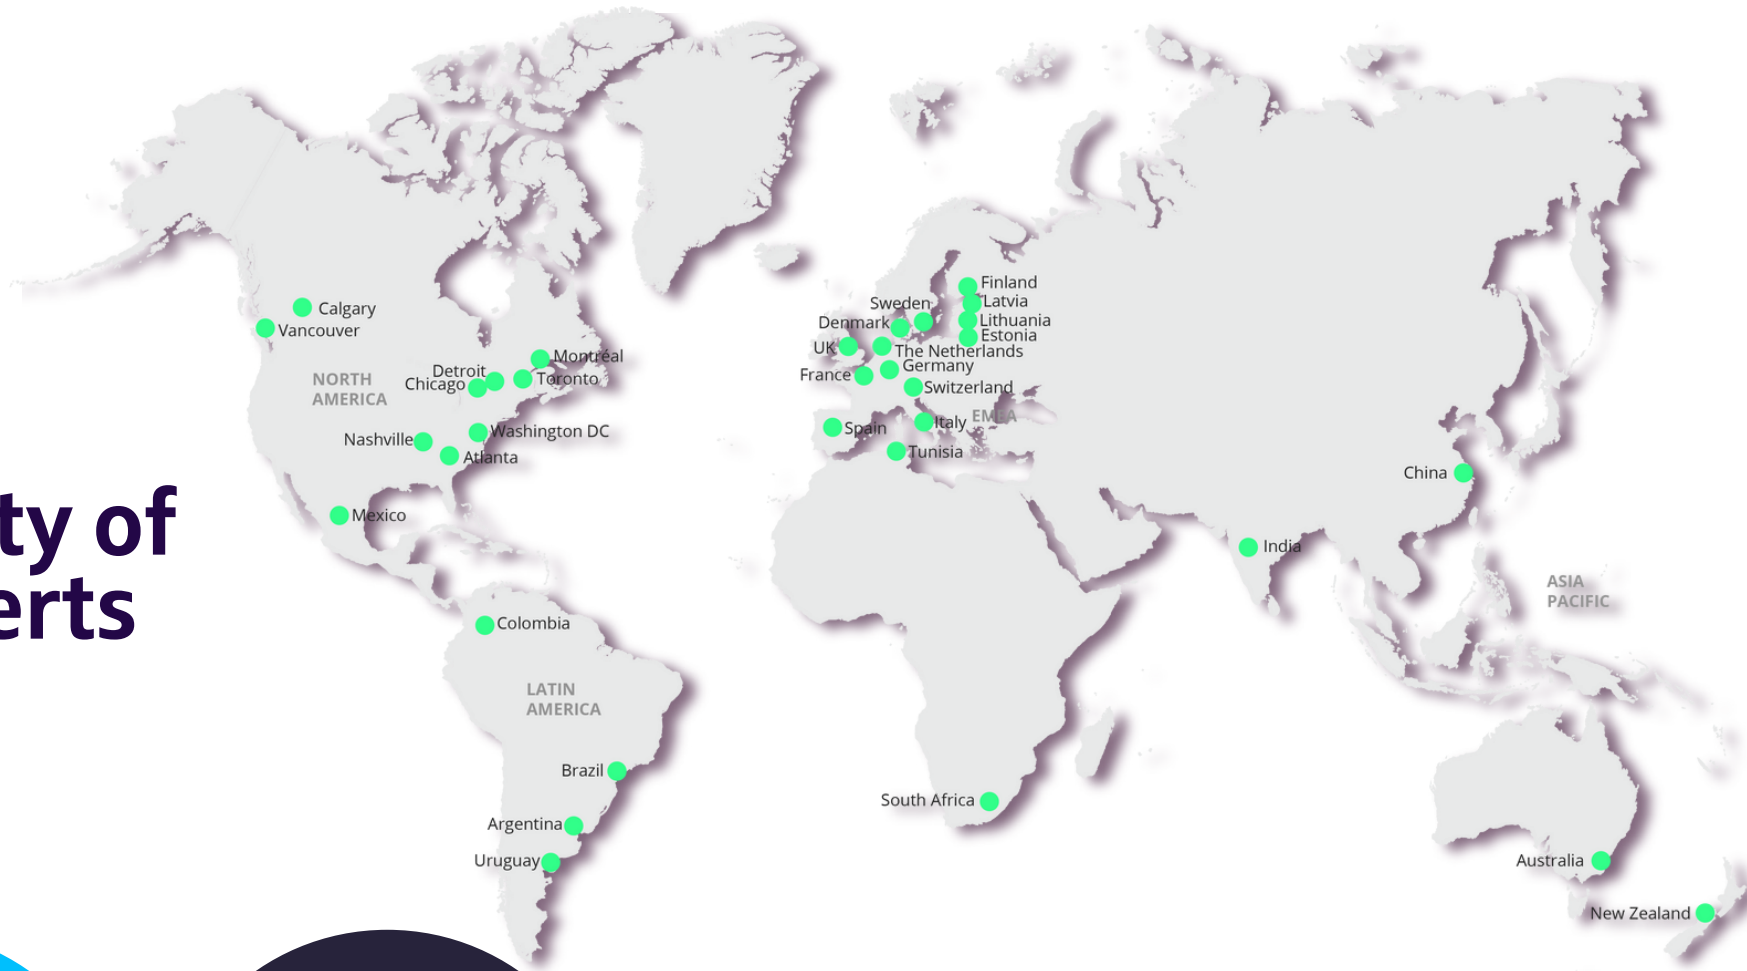 ty of
erts
Calgary
Vancouver
Montréal
Detroit
Toronto
Chicago
NORTH
AMERICA
Washington DC
Nashville
Atlanta
Mexico
Colombia
LATIN
AMERICA
Brazil
Argentina
Uruguay
Finland
Latvia
Sweden
Lithuania
Denmark
Estonia
UK
The Netherlands
Germany
France
Switzerland
EMEA
Italy
Spain
Tunisia
South Africa
China
India
ASIA
PACIFIC
Australia
New Zealand